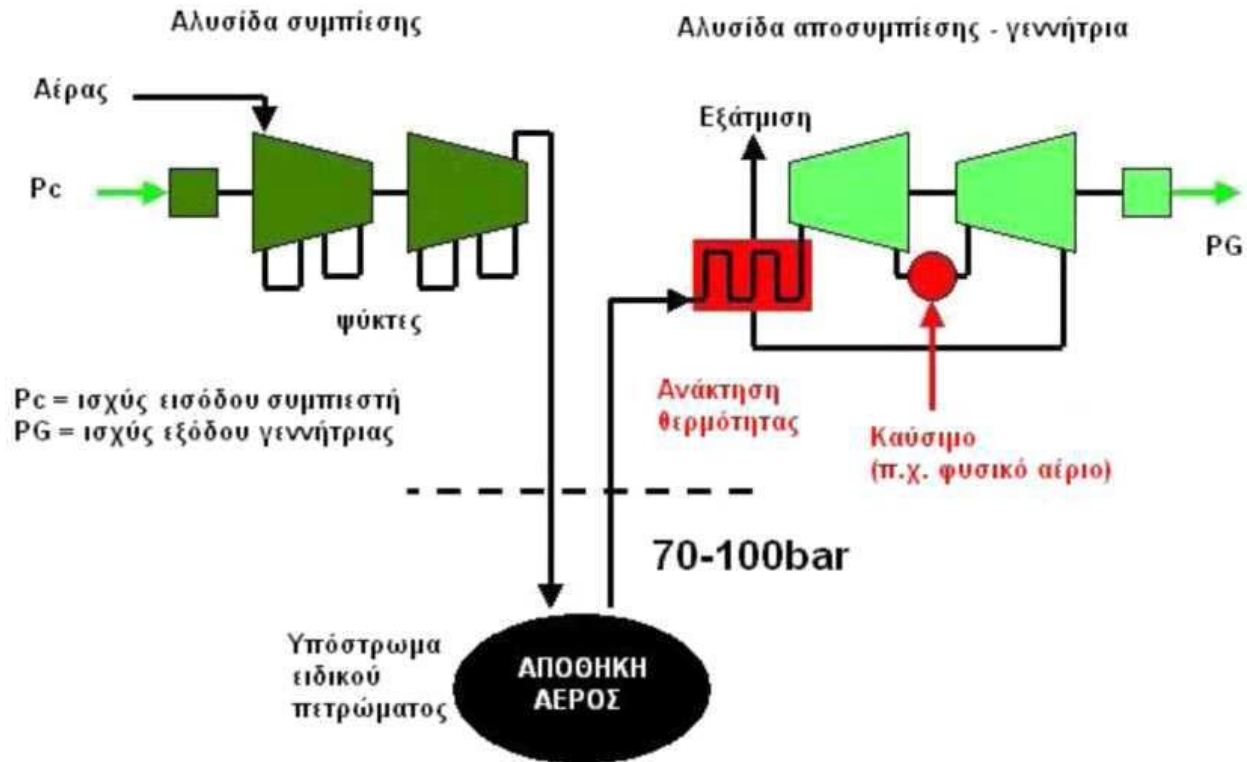 Αλυσίδα συμπίεσης
Αλυσίδα αποσυμπίεσης - γεννήτρια
Αέρας
Εξάτμιση
Pc
PG
ψύκτες
Pc = ισχύς εισόδου συμπιεστή
PG = ισχύς εξόδου γεννήτριας
Ανάκτηση
θερμότητας
Καύσιμο
(π.χ. φυσικό αέριο)
70-100bar
Υπόστρωμα
ειδικού
πετρώματος
ΑΠΟΘΗΚΗ
ΑΕΡΟΣ